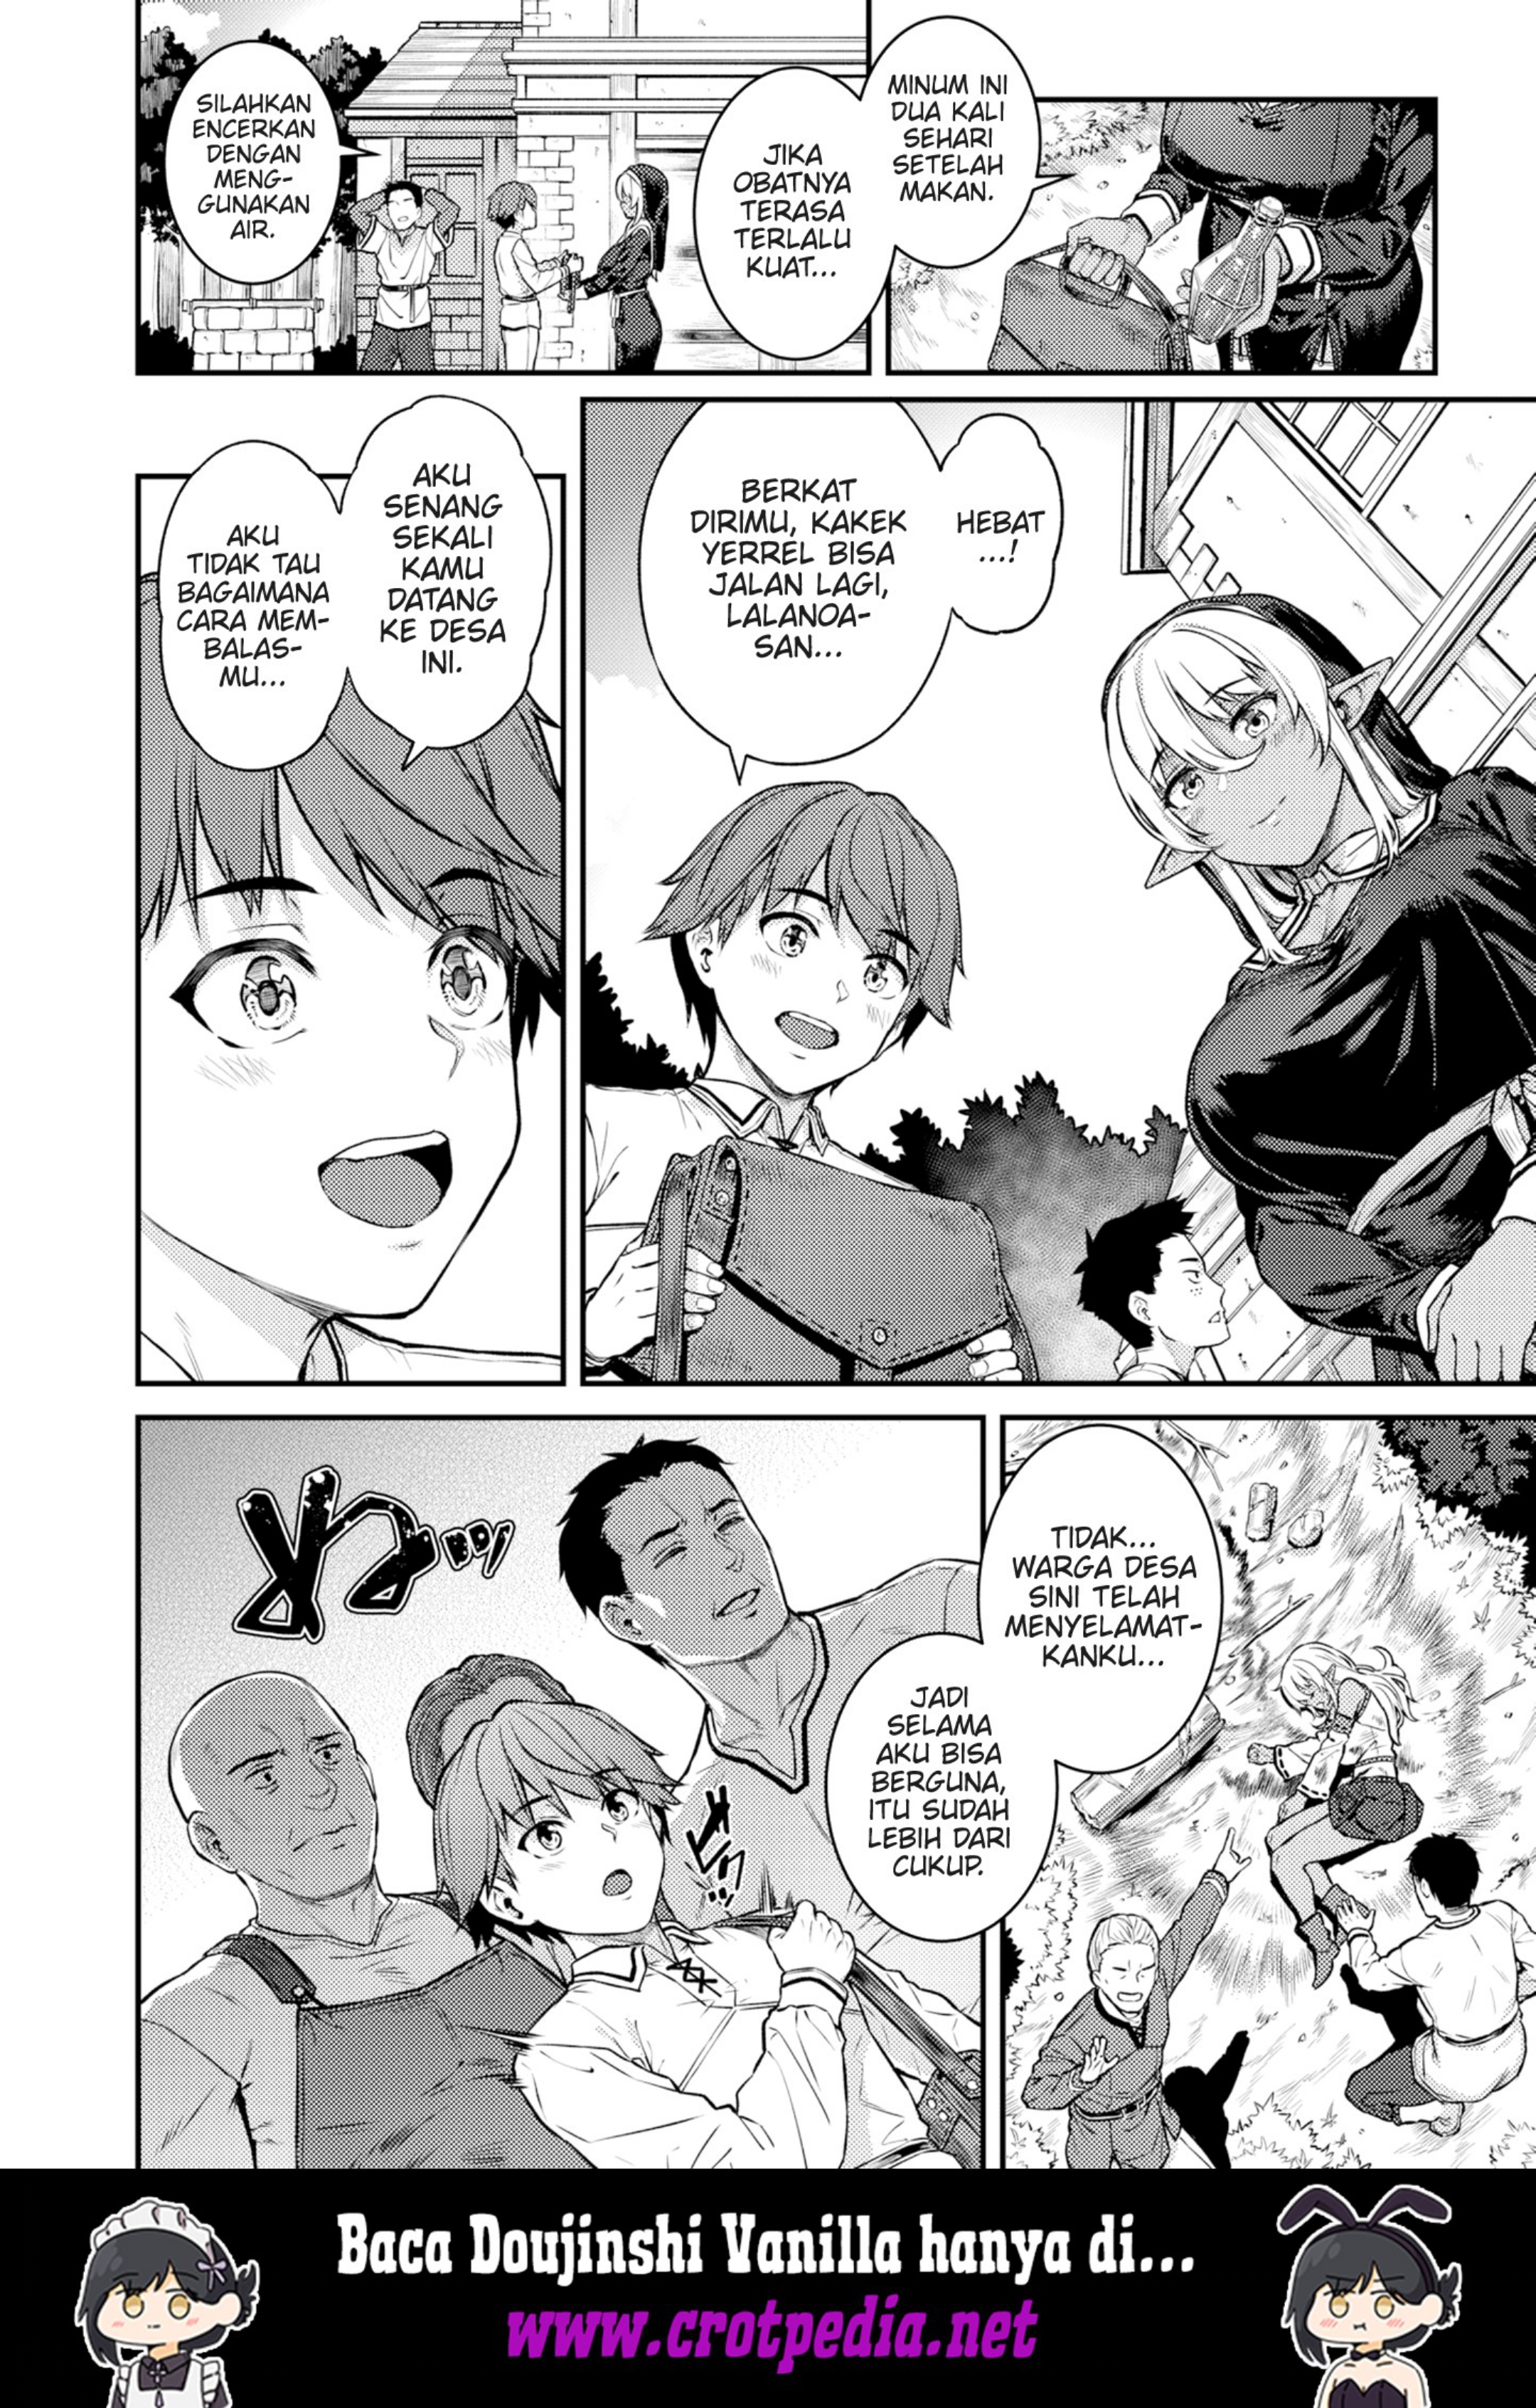 MINUM INI
DUA KALI
SEHARI
SETELAH
MAKAN.
JIKA
OBATNYA
TERASA
TERLALU
KUAT...
SILAHKAN
ENCERKAN
DENGAN
MENG-
GUNAKAN
AIR.
HEBAT
...!
BERKAT
DIRIMU, KAKEK
YERREL BISA
JALAN LAGI,
LALANOA-
SAN...
AKU
SENANG
SEKALI
KAMU
DATANG
KE DESA
INI.
AKU
TIDAK TAU
BAGAIMANA
CARA MEM-
BALAS-
MU...
TIDAK...
WARGA DESA
SINI TELAH
MENYELAMAT-
KANKU...
JADI
SELAMA
AKU BISA
BERGUNA,
ITU SUDAH
LEBIH DARI
CUKUP.
ぬッ
Baca Doujinshi Vanilla hanya di...
www.crotpedia.net